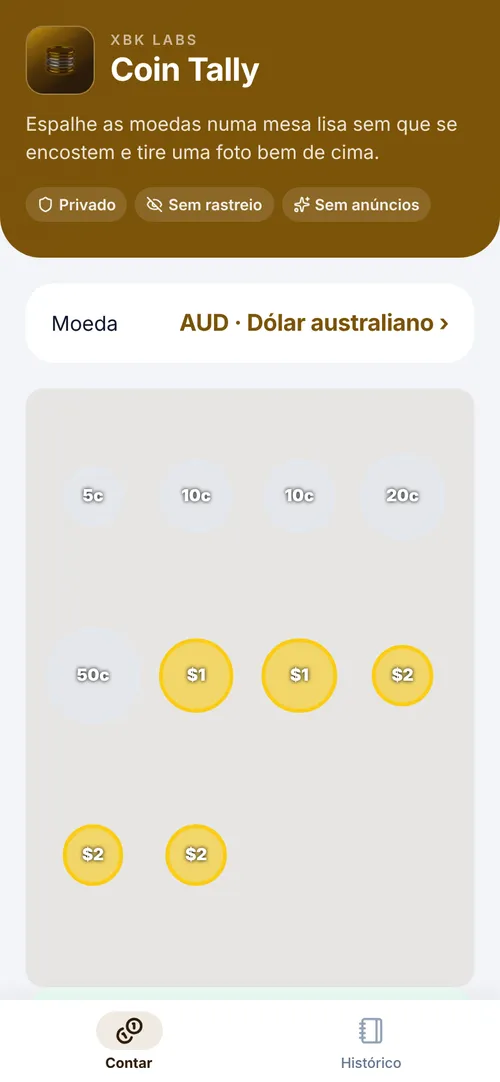 XBK LABS
Coin Tally
Espalhe as moedas numa mesa lisa sem que se
encostem e tire uma foto bem de cima.
Privado
Sem rastreio
Sem anúncios
Moeda
AUD · Dólar australiano ›
5c
10c
10c
20c
50c
$1
$1
$2
$2
$2
Contar
Histórico